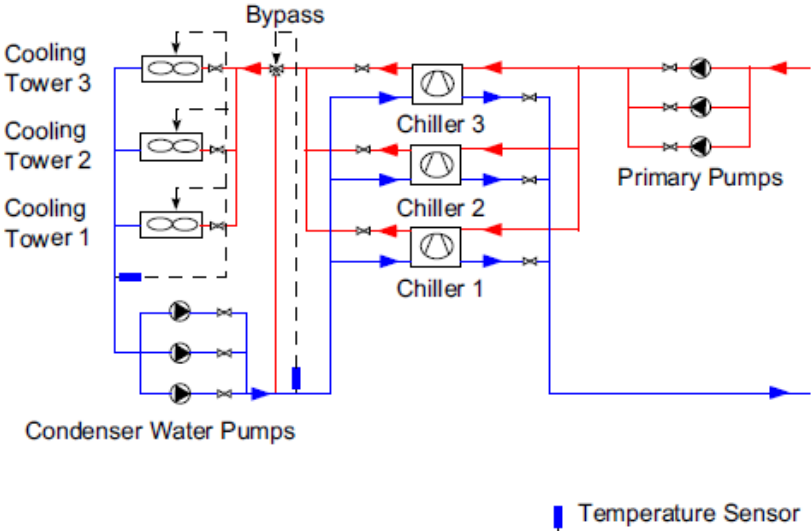 Bypass
Cooling
Tower 3
Chiller 3
Cooling
Tower 2
Primary Pumps
Chiller 2
Cooling
Tower 1
Chiller 1
Condenser Water Pumps
Temperature Sensor